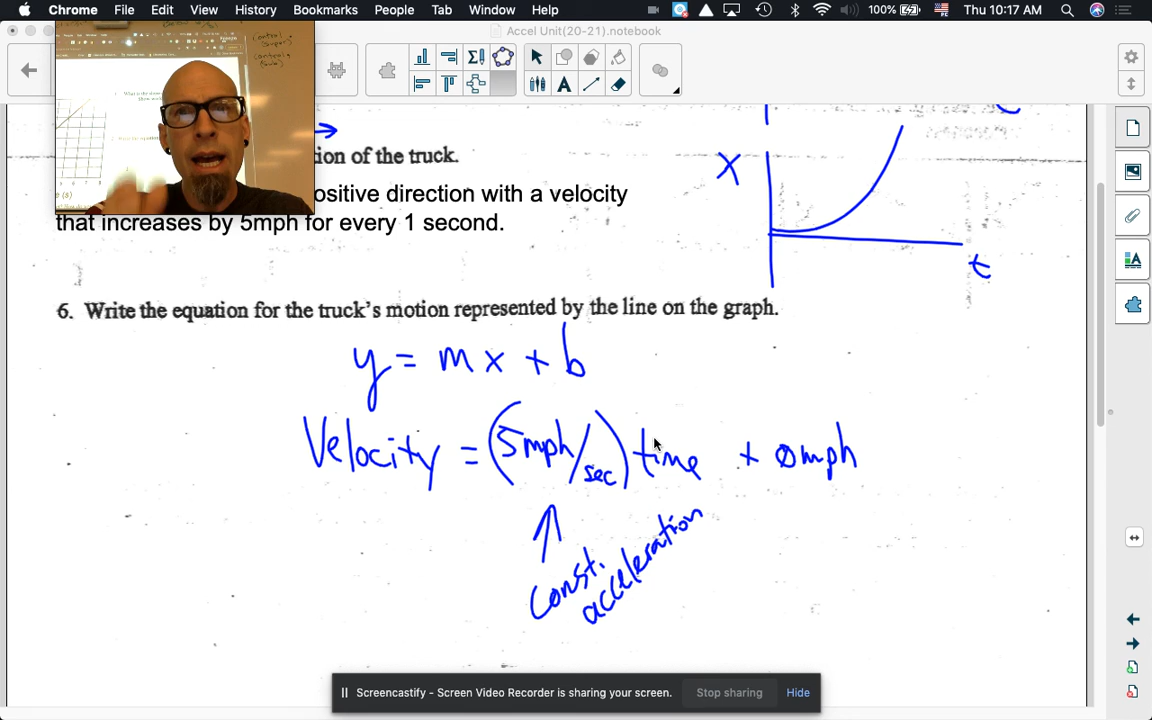 Chrome File Edit View History Bookmarks People Tab Window Help 100% Thu 10:17 AM
Accel Unit(20-21).notebook
ion of the truck.
ositive direction with a velocity
that increases by 5mph for every 1 second.
X
t
6. Write the equation for the truck's motion represented by the line on the graph.
y = mx + b
Velocity = (5mph/sec) time + 0mph
const.
acceleration
Screencastify - Screen Video Recorder is sharing your screen. Stop sharing Hide